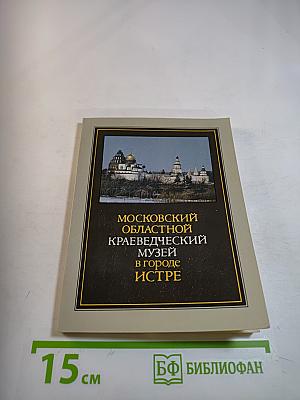 МОСКОВСКИЙ
ОБЛАСТНОЙ
КРАЕВЕДЧЕСКИЙ
МУЗЕЙ
в городе
ИСТРЕ
15 см
БФ БИБЛИОФАН